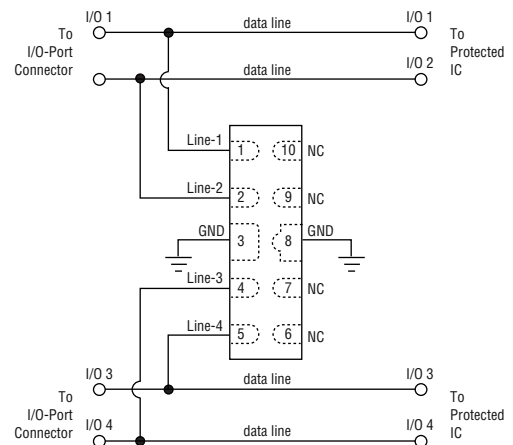 I/O 1
data line
I/O 1
To
I/O-Port
Connector
To
Protected
IC
data line
I/O 2
Line-1
1
10
NC
Line-2
2
9
NC
GND
3
8
GND
Line-3
4
7
NC
Line-4
5
6
NC
I/O 3
data line
I/O 3
To
I/O-Port
Connector
To
Protected
IC
I/O 4
data line
I/O 4